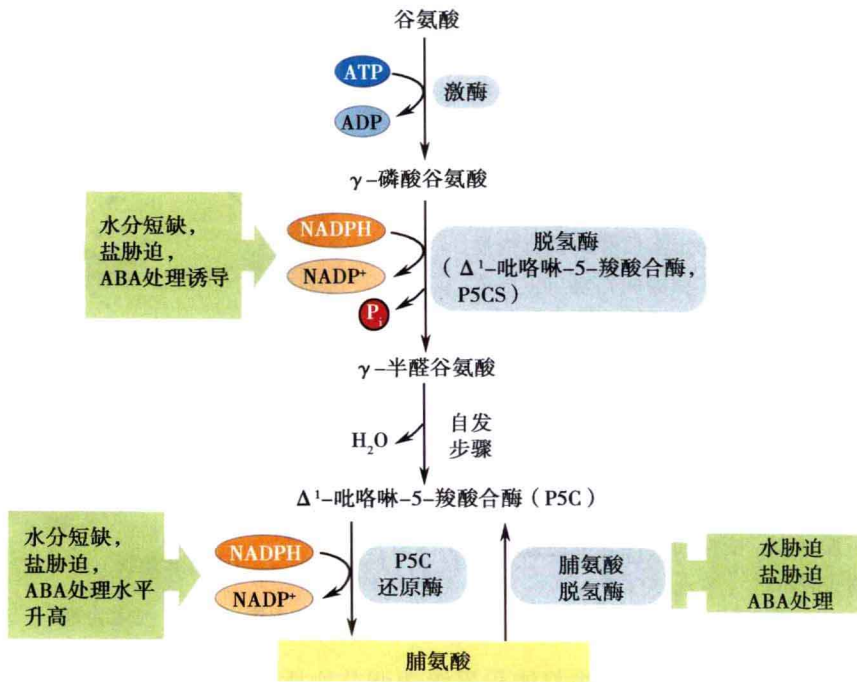 谷氨酸
ATP
激酶
ADP
γ-磷酸谷氨酸
水分短缺，
盐胁迫，
ABA处理诱导
NADPH
NADP⁺
Pᵢ
脱氢酶
（Δ¹-吡咯啉-5-羧酸合酶，
P5CS）
γ-半醛谷氨酸
H₂O
自发
步骤
Δ¹-吡咯啉-5-羧酸合酶（P5C）
水分短缺，
盐胁迫，
ABA处理水平
升高
NADPH
NADP⁺
P5C
还原酶
脯氨酸
脱氢酶
水胁迫
盐胁迫
ABA处理
脯氨酸